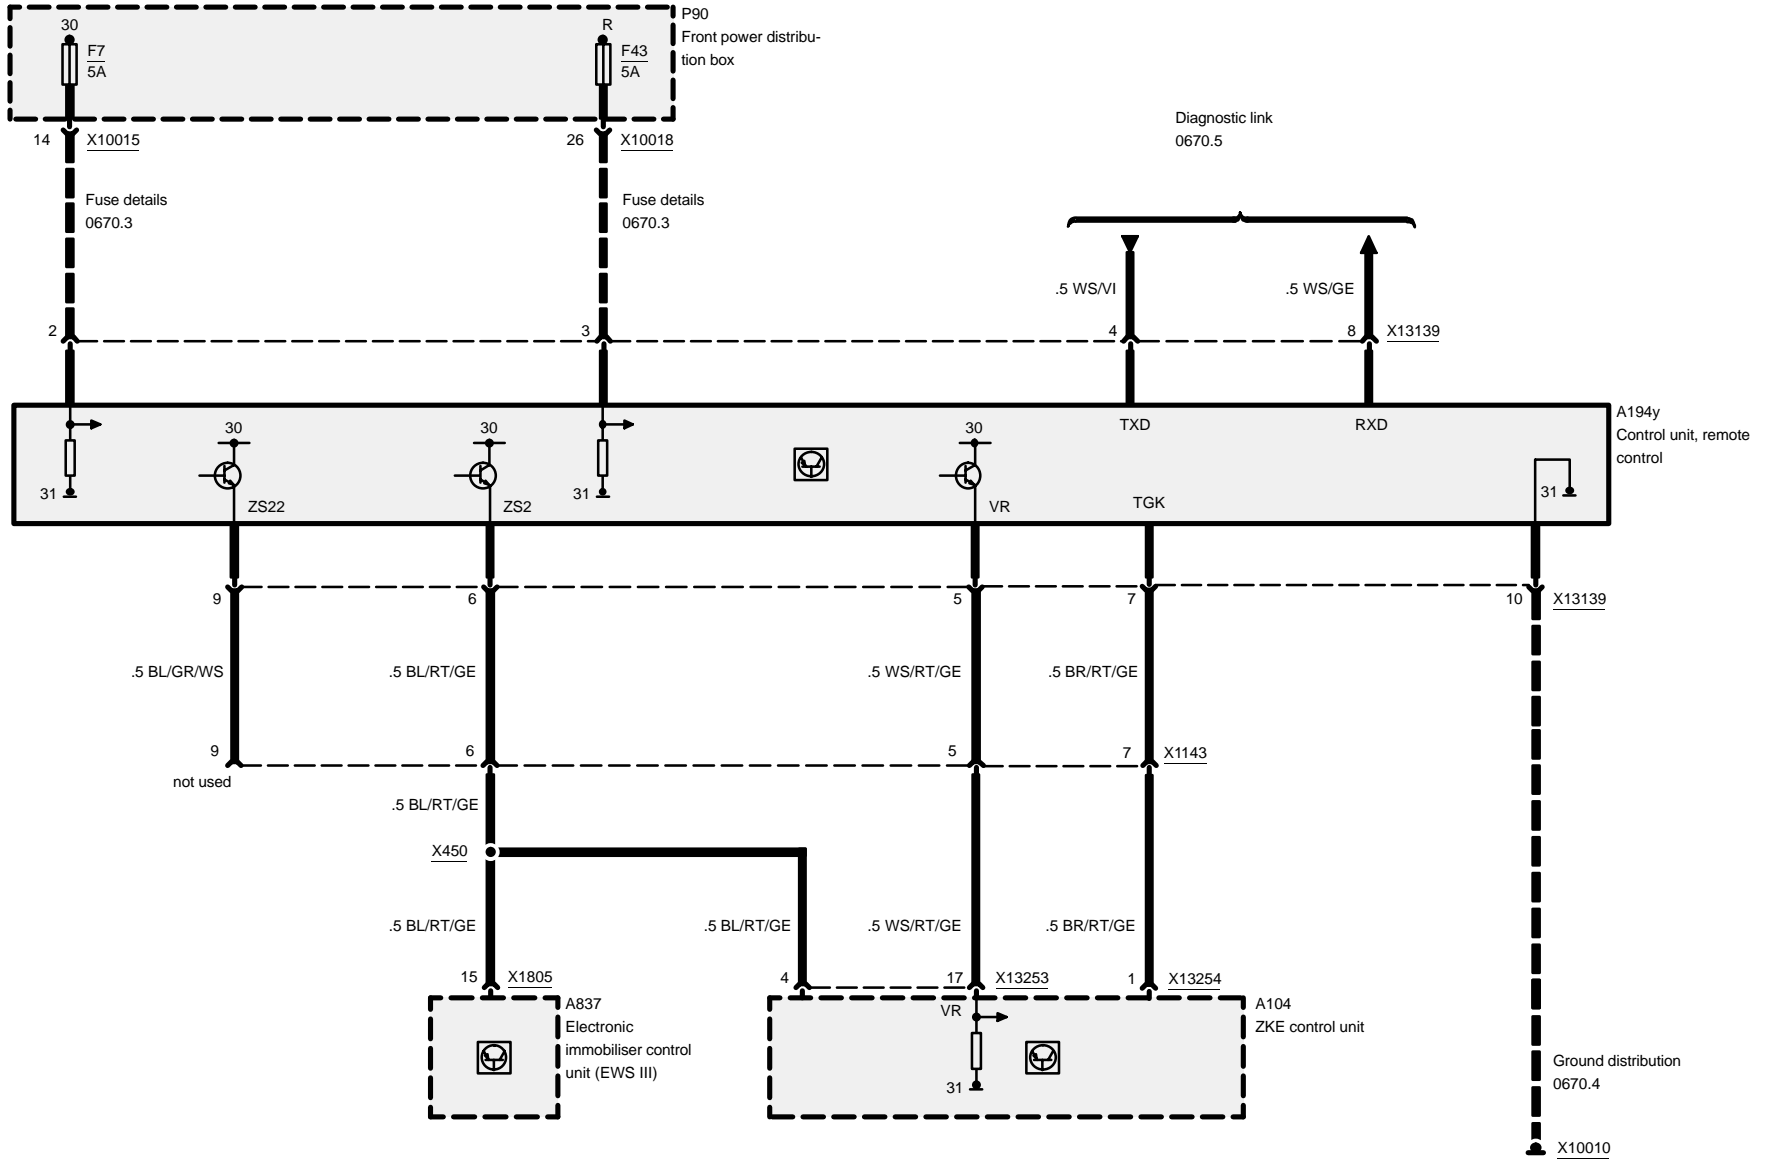 30
R
P90
F7
5A
F43
5A
Front power distribu-
tion box
14
X10015
26
X10018
Diagnostic link
0670.5
Fuse details
0670.3
Fuse details
0670.3
.5 WS/VI
.5 WS/GE
2
3
4
8
X13139
30
30
30
TXD
RXD
A194y
Control unit, remote
control
31
ZS22
ZS2
31
VR
TGK
31
9
6
5
7
10
X13139
.5 BL/GR/WS
.5 BL/RT/GE
.5 WS/RT/GE
.5 BR/RT/GE
9
6
5
7
X1143
not used
.5 BL/RT/GE
X450
.5 BL/RT/GE
.5 BL/RT/GE
.5 WS/RT/GE
.5 BR/RT/GE
15
X1805
4
17
X13253
1
X13254
A837
Electronic
immobiliser control
unit (EWS III)
VR
31
A104
ZKE control unit
Ground distribution
0670.4
X10010